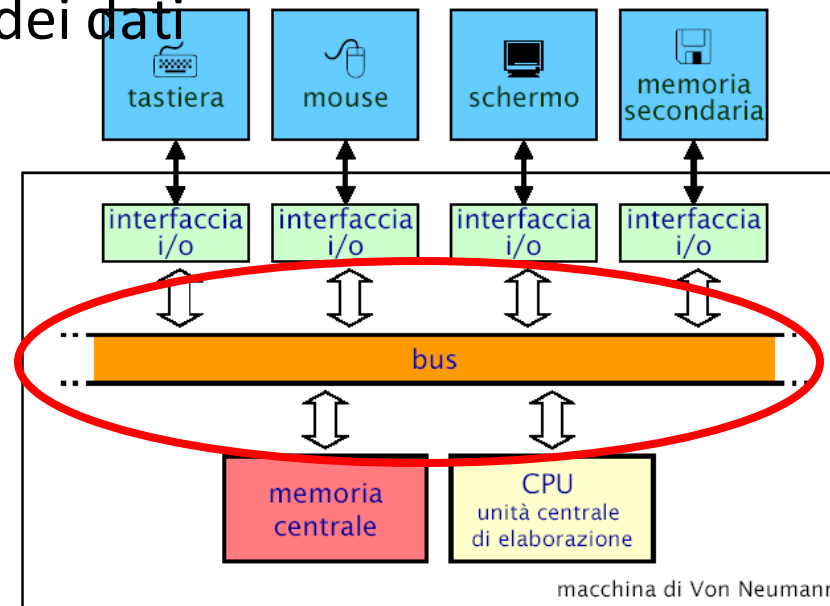 dei dati
tastiera
mouse
schermo
memoria
secondaria
interfaccia
i/o
interfaccia
i/o
interfaccia
i/o
interfaccia
i/o
bus
memoria
centrale
CPU
unità centrale
di elaborazione
macchina di Von Neumann